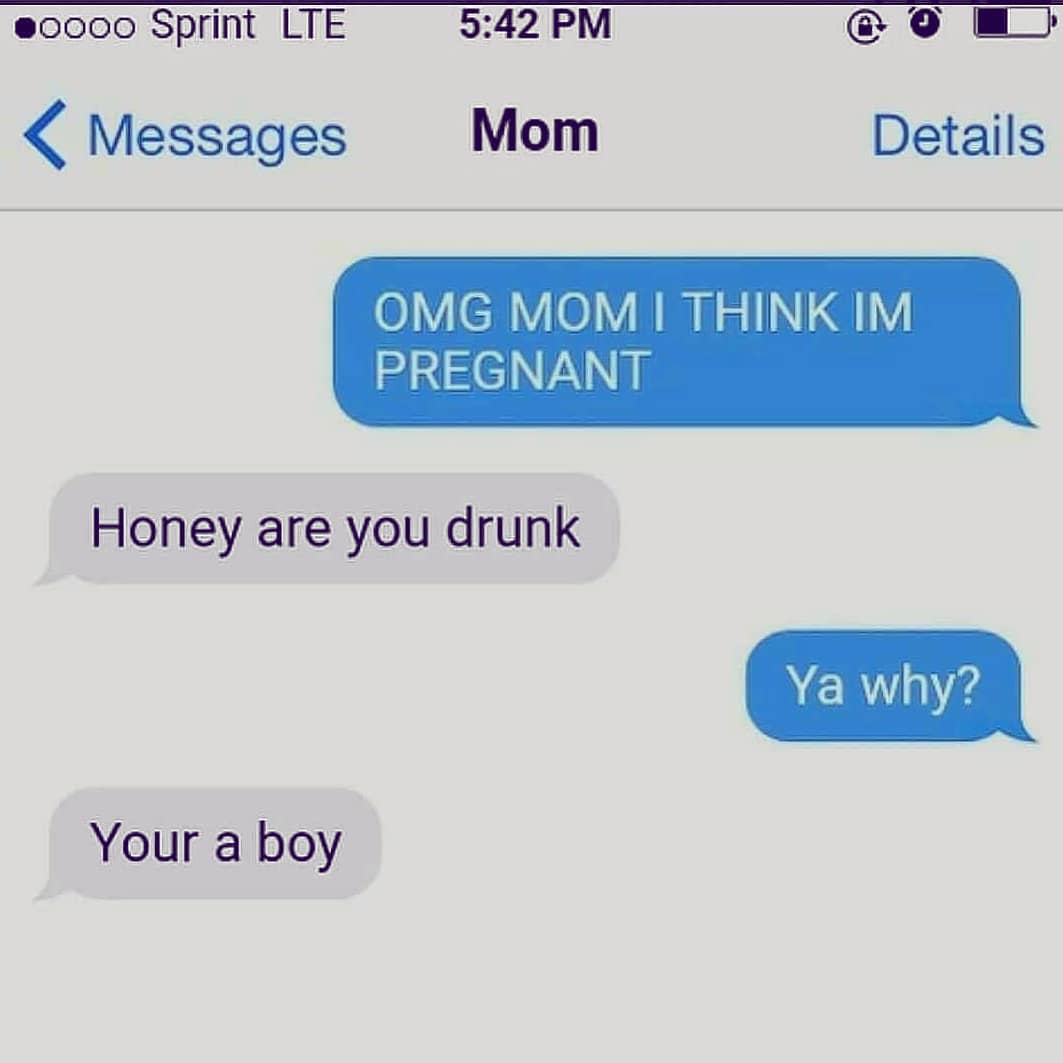 Sprint LTE 5:42 PM
Messages Mom Details
OMG MOM I THINK IM
PREGNANT
Honey are you drunk
Ya why?
Your a boy